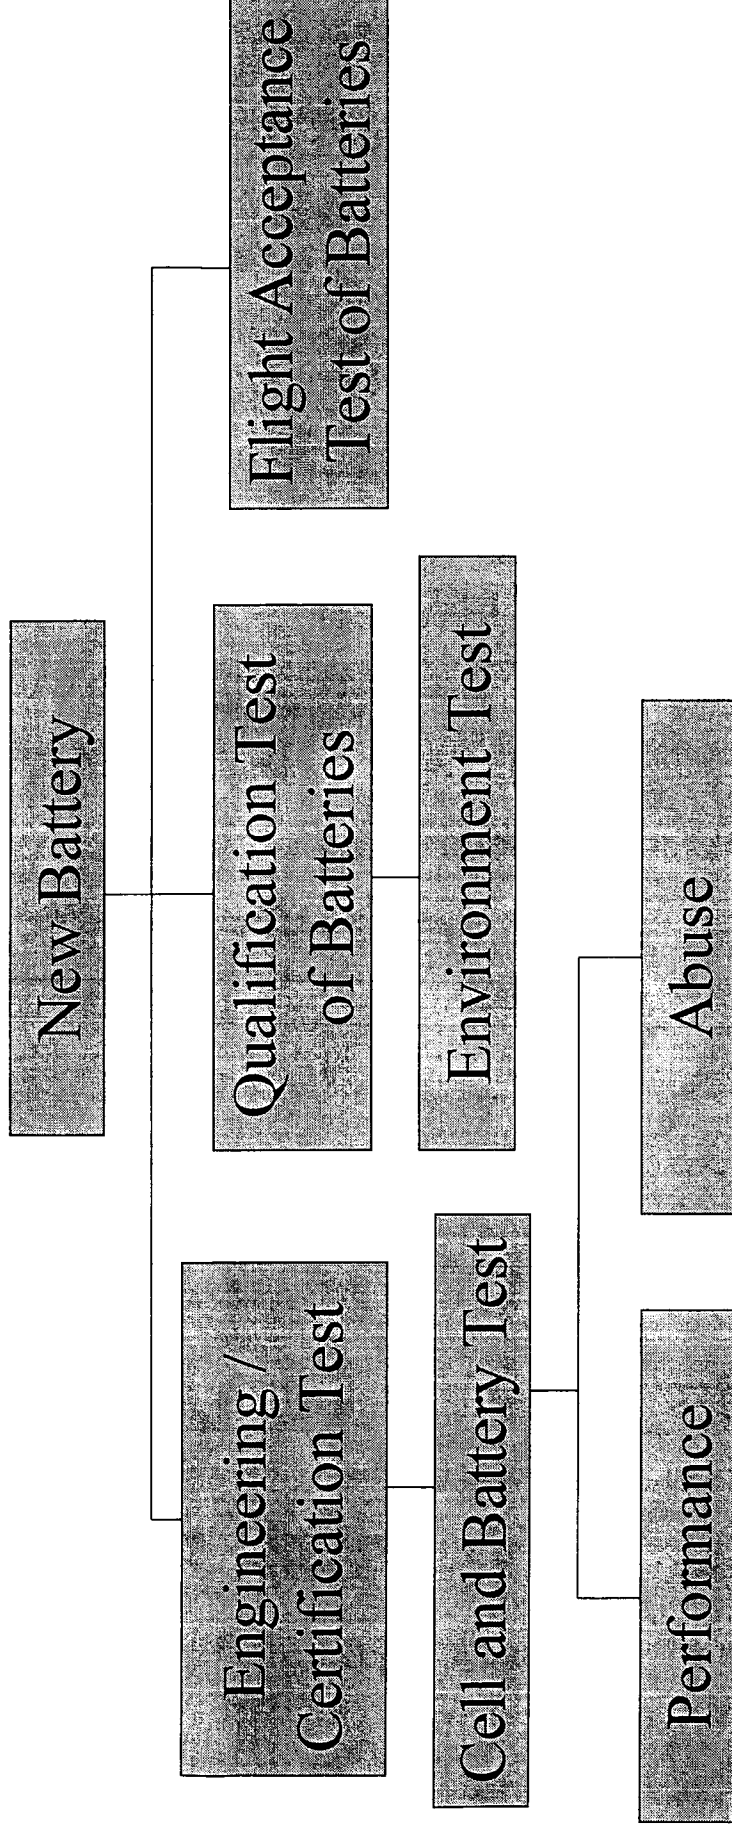 New Battery
Engineering /
Certification Test
Qualification Test
of Batteries
Flight Acceptance
Test of Batteries
Cell and Battery Test
Environment Test
Performance
Abuse